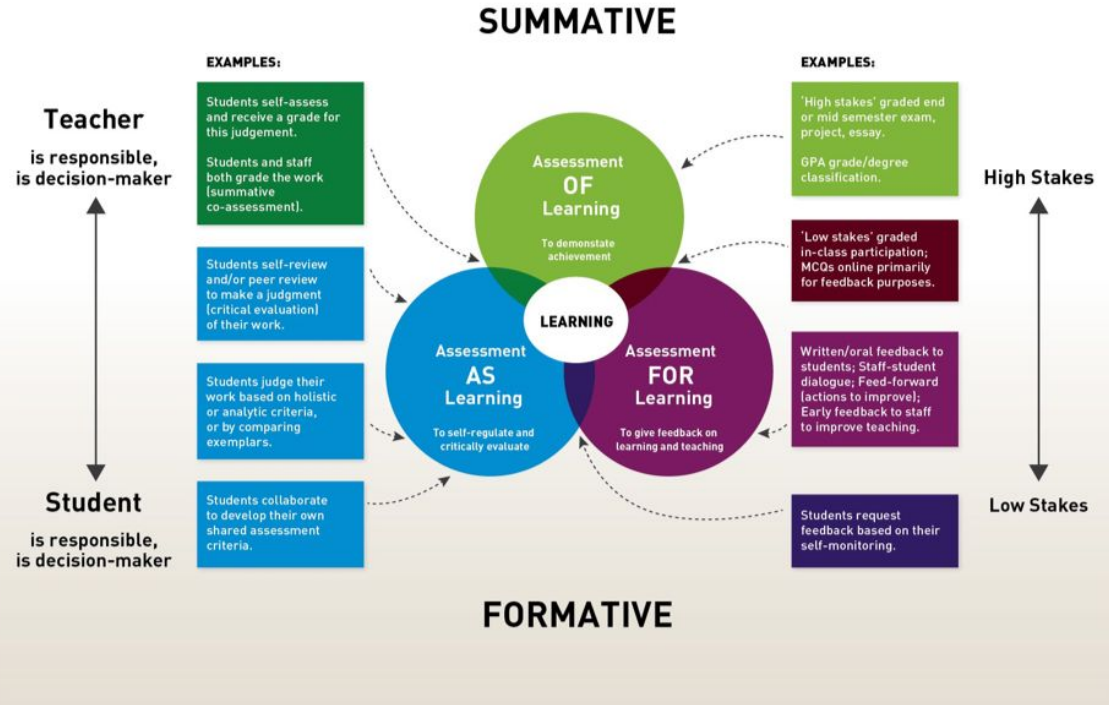 SUMMATIVE
EXAMPLES:
Students self-assess
and receive a grade for
this judgement.
Students and staff
both grade the work
(summative
co-assessment).
Students self-review
and/or peer review
to make a judgment
(critical evaluation)
of their work.
Students judge their
work based on holistic
or analytic criteria,
or by comparing
exemplars.
Students collaborate
to develop their own
shared assessment
criteria.
Teacher
is responsible,
is decision-maker
Student
is responsible,
is decision-maker
Assessment
OF
Learning
To demonstate
achievement
LEARNING
Assessment
AS
Learning
To self-regulate and
critically evaluate
Assessment
FOR
Learning
To give feedback on
learning and teaching
EXAMPLES:
'High stakes' graded end
or mid semester exam,
project, essay.
GPA grade/degree
classification.
'Low stakes' graded
in-class participation;
MCQs online primarily
for feedback purposes.
Written/oral feedback to
students; Staff-student
dialogue; Feed-forward
(actions to improve);
Early feedback to staff
to improve teaching.
Students request
feedback based on their
self-monitoring.
High Stakes
Low Stakes
FORMATIVE